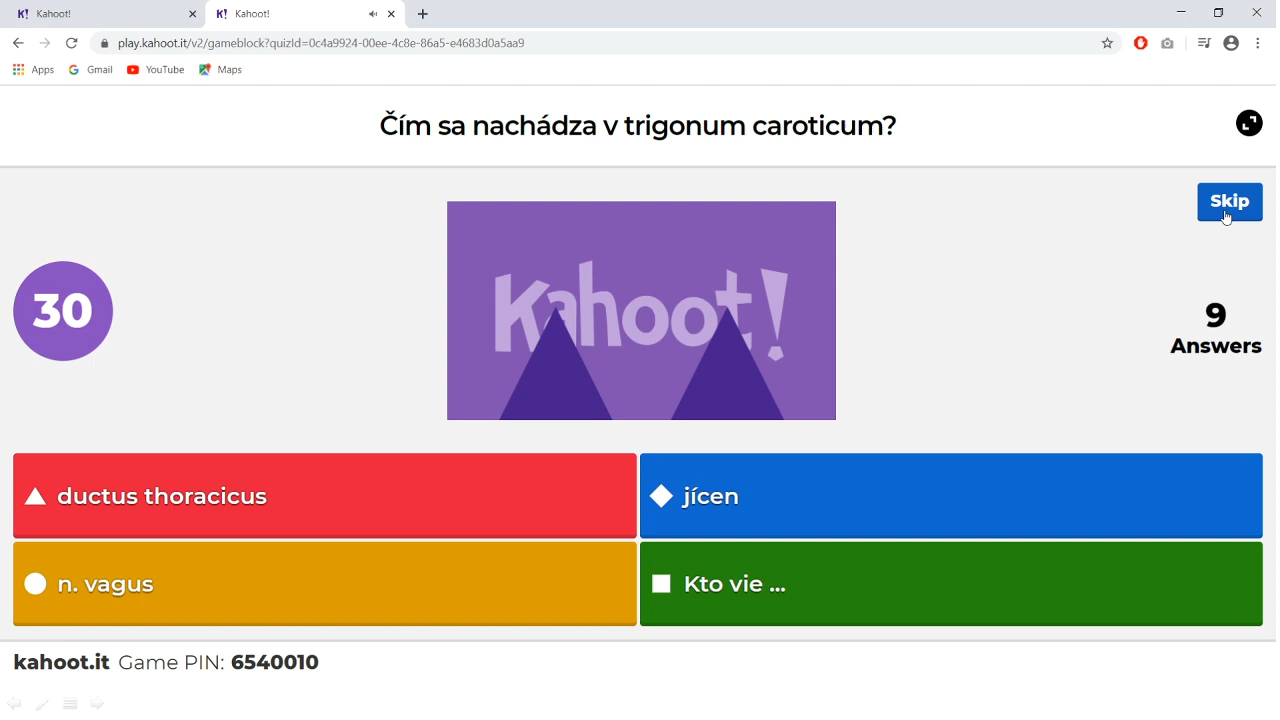 Kahoot!
Kahoot!
play.kahoot.it/v2/gameblock?quizId=0c4a9924-00ee-4c8e-86a5-e4683d0a5aa9
Apps Gmail YouTube Maps
Čím sa nachádza v trigonum caroticum?
Skip
30
Kahoot!
9
Answers
ductus thoracicus
jícen
n. vagus
Kto vie ...
kahoot.it Game PIN: 6540010